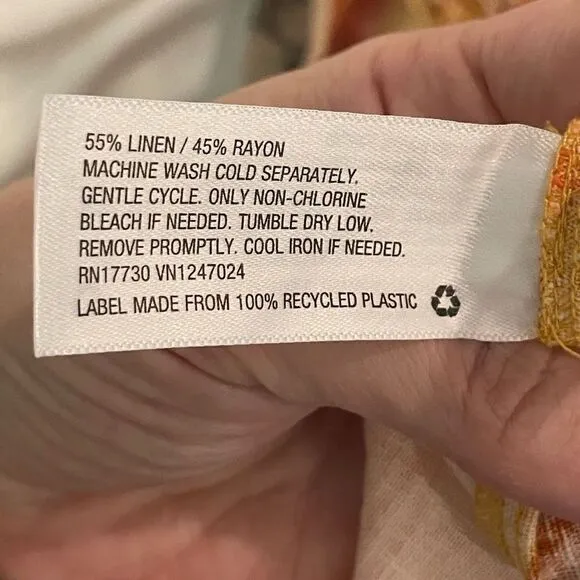 55% LINEN / 45% RAYON
MACHINE WASH COLD SEPARATELY,
GENTLE CYCLE. ONLY NON-CHLORINE
BLEACH IF NEEDED. TUMBLE DRY LOW,
REMOVE PROMPTLY. COOL IRON IF NEEDED.
RN17730 VN1247024
LABEL MADE FROM 100% RECYCLED PLASTIC